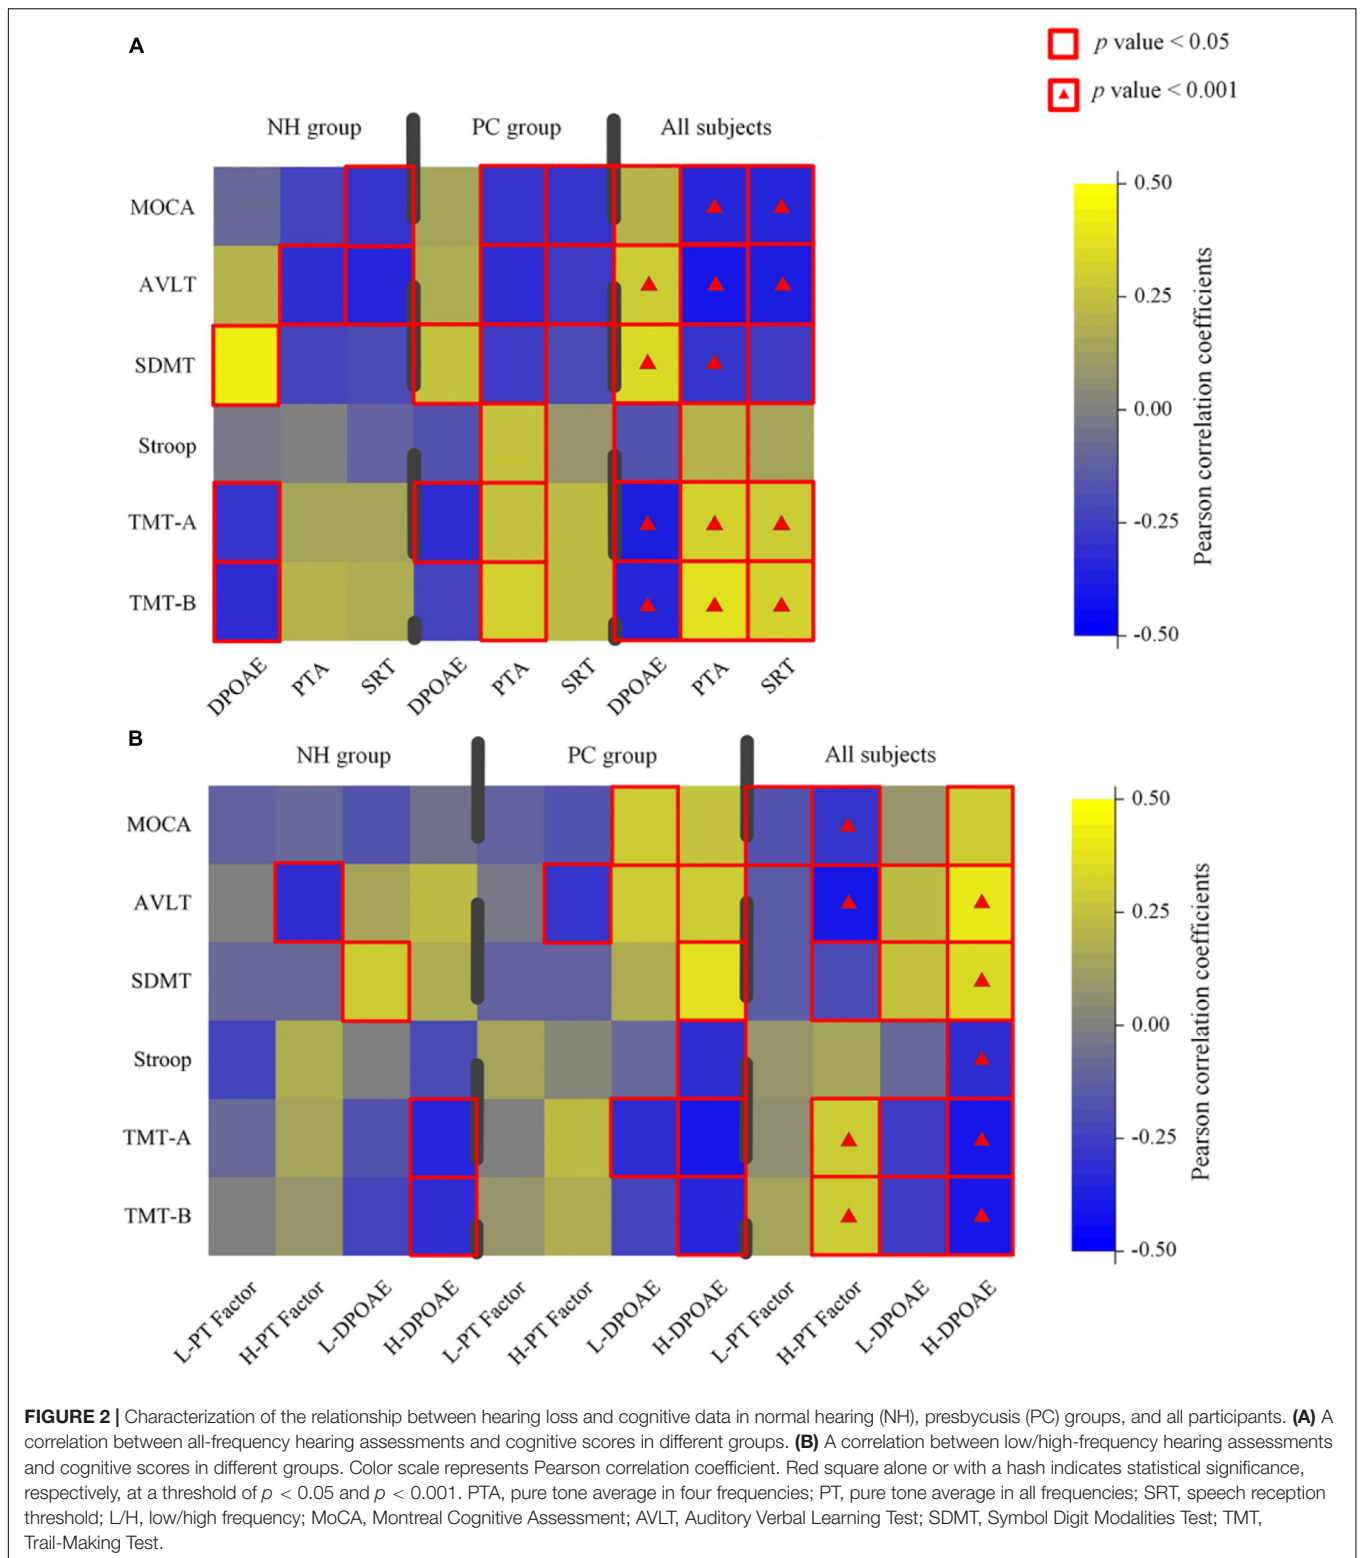 A
p value < 0.05
p value < 0.001
NH group PC group All subjects
MOCA
AVLT
SDMT
Stroop
TMT-A
TMT-B
DPOAE PTA SRT DPOAE PTA SRT DPOAE PTA SRT
0.50
0.25
0.00
-0.25
-0.50
Pearson correlation coefficients
B
NH group PC group All subjects
MOCA
AVLT
SDMT
Stroop
TMT-A
TMT-B
L-PT Factor H-PT Factor L-DPOAE H-DPOAE L-PT Factor H-PT Factor L-DPOAE H-DPOAE L-PT Factor H-PT Factor L-DPOAE H-DPOAE
0.50
0.25
0.00
-0.25
-0.50
Pearson correlation coefficients
FIGURE 2 | Characterization of the relationship between hearing loss and cognitive data in normal hearing (NH), presbycusis (PC) groups, and all participants. (A) A
correlation between all-frequency hearing assessments and cognitive scores in different groups. (B) A correlation between low/high-frequency hearing assessments
and cognitive scores in different groups. Color scale represents Pearson correlation coefficient. Red square alone or with a hash indicates statistical significance,
respectively, at a threshold of p < 0.05 and p < 0.001. PTA, pure tone average in four frequencies; PT, pure tone average in all frequencies; SRT, speech reception
threshold; L/H, low/high frequency; MoCA, Montreal Cognitive Assessment; AVLT, Auditory Verbal Learning Test; SDMT, Symbol Digit Modalities Test; TMT,
Trail-Making Test.